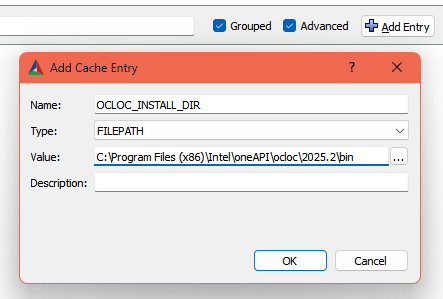 Grouped Advanced Add Entry
Add Cache Entry ?
Name: OCLOC_INSTALL_DIR
Type: FILEPATH
Value: C:\Program Files (x86)\Intel\oneAPI\ocloc\2025.2\bin ...
Description:
OK Cancel